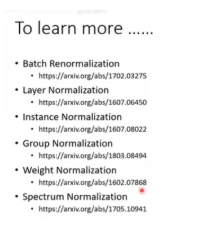 To learn more ......
• Batch Renormalization
• https://arxiv.org/abs/1702.03275
• Layer Normalization
• https://arxiv.org/abs/1607.06450
• Instance Normalization
• https://arxiv.org/abs/1607.08022
• Group Normalization
• https://arxiv.org/abs/1803.08494
• Weight Normalization
• https://arxiv.org/abs/1602.07868
• Spectrum Normalization
• https://arxiv.org/abs/1705.10941